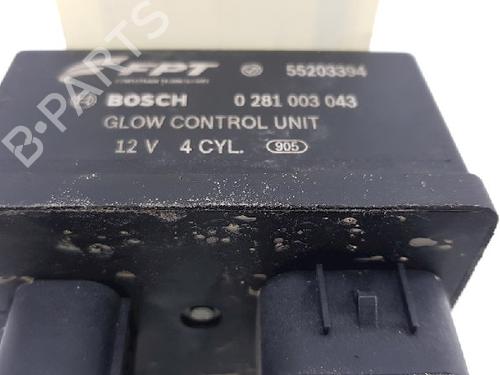 FPT 55203394
BOSCH 0 281 003 043
GLOW CONTROL UNIT
12 V 4 CYL. 905
B-PARTS